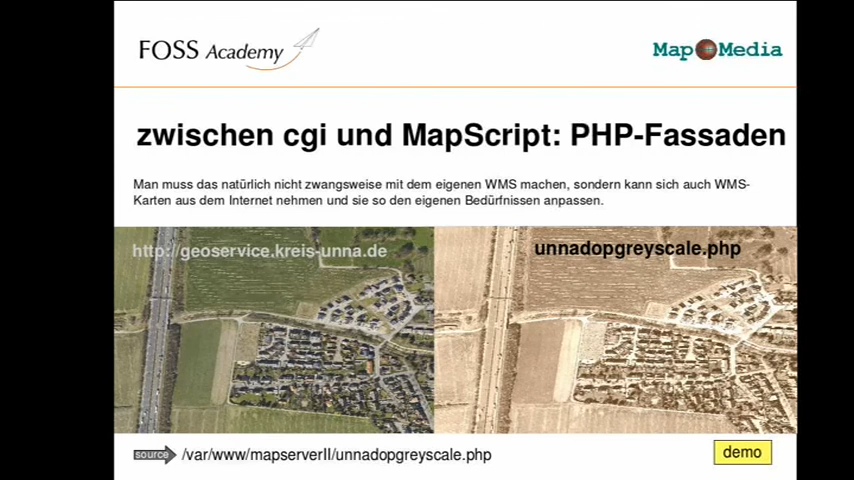 FOSS Academy
Map Media
zwischen cgi und MapScript: PHP-Fassaden
Man muss das natürlich nicht zwangsweise mit dem eigenen WMS machen, sondern kann sich auch WMS-
Karten aus dem Internet nehmen und sie so den eigenen Bedürfnissen anpassen.
http://geoservice.kreis-unna.de
unnadopgreyscale.php
source
/var/www/mapserverII/unnadopgreyscale.php
demo